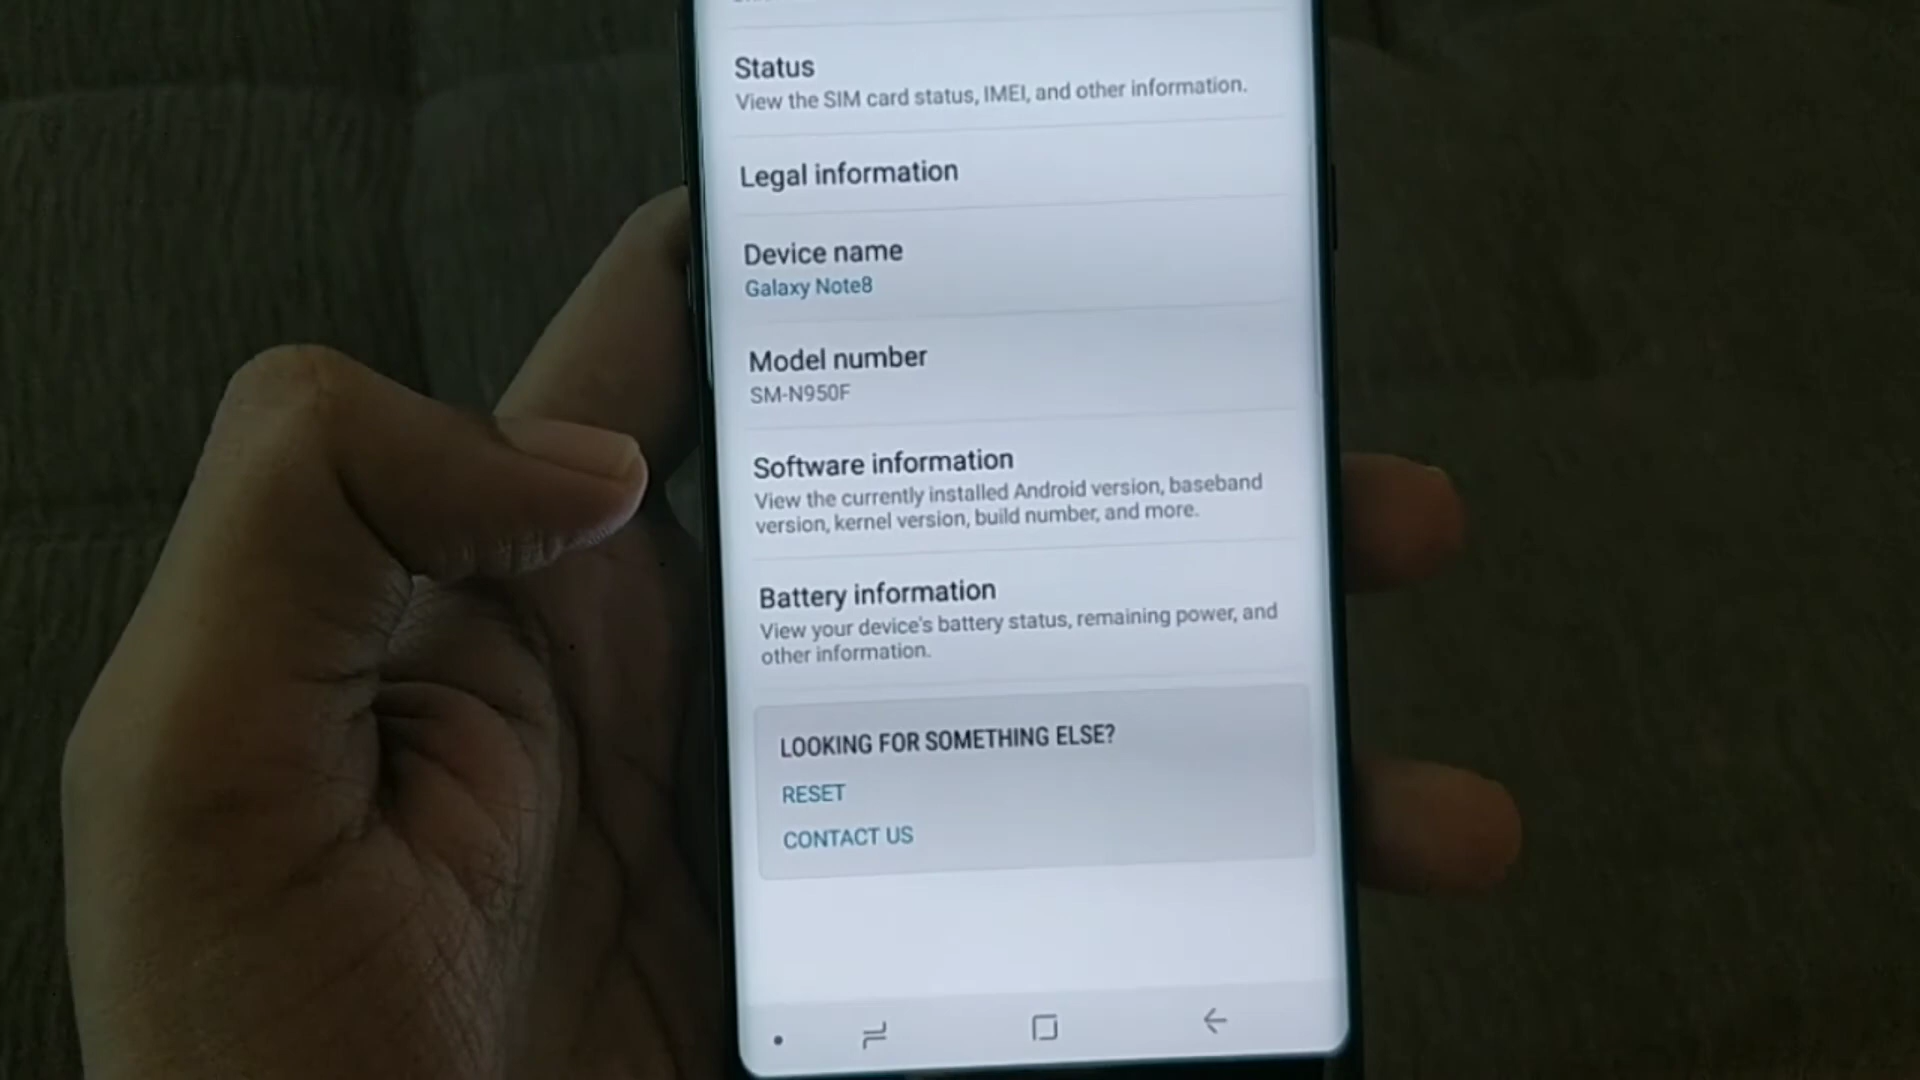 Status
View the SIM card status, IMEI, and other information.
Legal information
Device name
Galaxy Note8
Model number
SM-N950F
Software information
View the currently installed Android version, baseband
version, kernel version, build number, and more.
Battery information
View your device's battery status, remaining power, and
other information.
LOOKING FOR SOMETHING ELSE?
RESET
CONTACT US